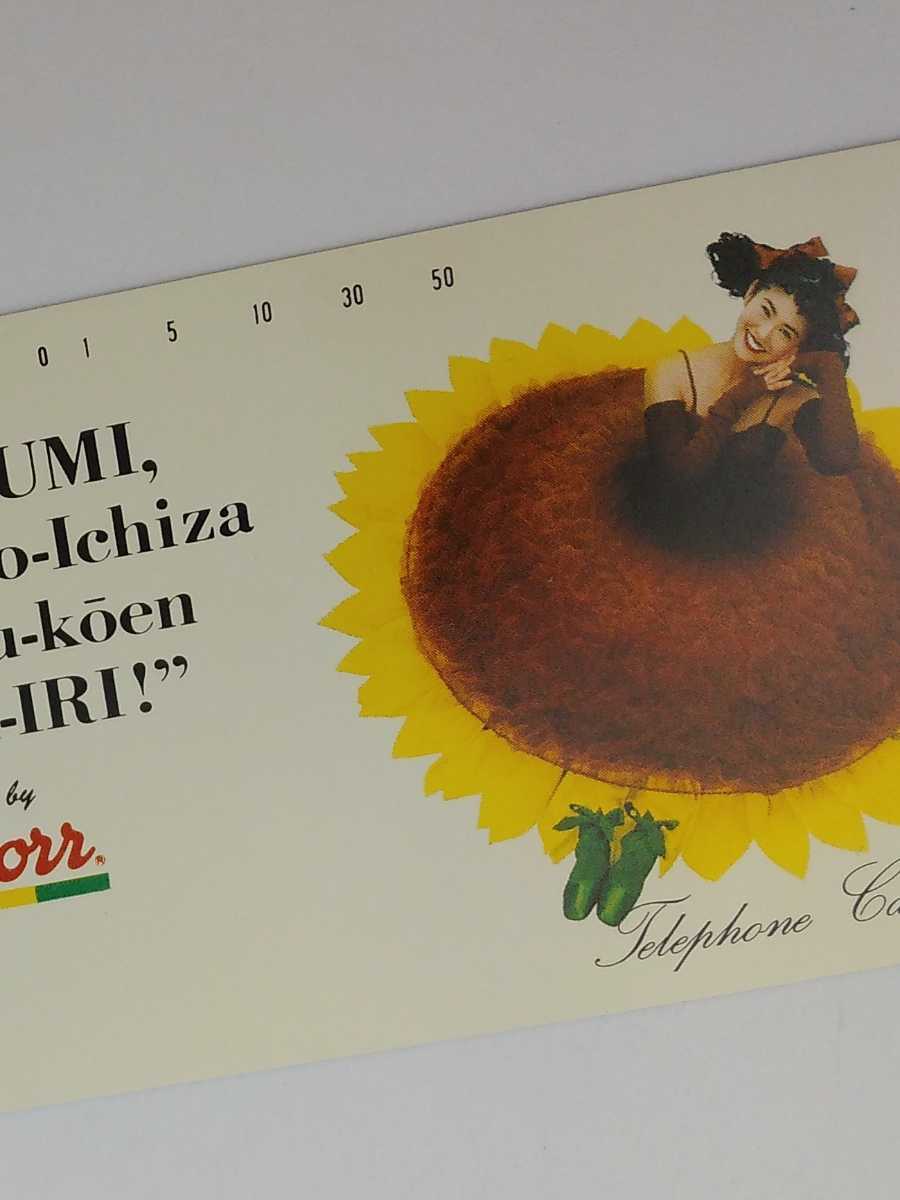 0 1 5 10 30 50
UMI,
o-Ichiza
u-kōen
-IRI!”
by
orr®
Telephone Ca